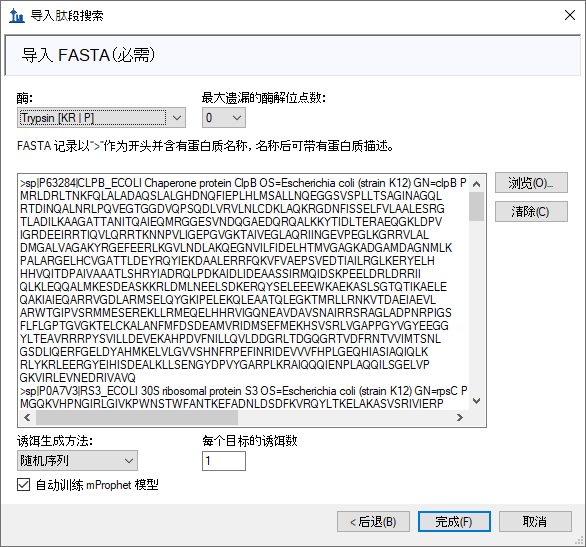 导入肽段搜索
导入 FASTA(必需)
酶:
最大遗漏的酶解位点数:
Trypsin [KR | P]
0
FASTA 记录以">"作为开头并含有蛋白质名称，名称后可带有蛋白质描述。
>sp|P63284|CLPB_ECOLI Chaperone protein ClpB OS=Escherichia coli (strain K12) GN=clpB P
MRLDRLTNKFQLALADAQSLALGHDNQFIEPLHLMSALLNQEGGSVSPLLTSAGINAGQL
RTDINQALNRLPQVEGTGGDVQPSQDLVRVLNLCDKLAQKRGDNFISSELFVLAALESRG
TLADILKAAGATTANITQAIEQMRGGESVNDQGAEDQRQALKKYTIDLTERAEQGKLDPV
IGRDEEIRRTIQVLQRRTKNNPVLIGEPGVGKTAIVEGLAQRIINGEVPEGLKGRRVLAL
DMGALVAGAKYRGEFEERLKGVLNDLAKQEGNVILFIDELHTMVGAGKADGAMDAGNMLK
PALARGELHCVGATTLDEYRQYIEKDAALERRFQKVFVAEPSVEDTIAILRGLKERYELH
HHVQITDPAIVAAATLSHRYIADRQLPDKAIDLIDEAASSIRMQIDSKPEELDRLDRRII
QLKLEQQALMKESDEASKKRLDMLNEELSDKERQYSELEEEWKAEKASLSGTQTIKAELE
QAKIAIEQARRVGDLARMSELQYGKIPELEKQLEAATQLEGKTMRLLRNKVTDAEIAEVL
ARWTGIPVSRMMESEREKLLRMEQELHHRVIGQNEAVDAVSNAIRRSRAGLADPNRPIGS
FLFLGPTGVGKTELCKALANFMFDSDEAMVRIDMSEFMEKHSVSRLVGAPPGYVGYEEGG
YLTEAVRRRPYSVILLDEVEKAHPDVFNILLQVLDDGRLTDGQGRTVDFRNTVVIMTSNL
GSDLIQERFGELDYAHMKELVLGVVSHNFRPEFINRIDEVVVFHPLGEQHIASIAQIQLK
RLYKRLEERGYEIHISDEALKLLSENGYDPVYGARPLKRAIQQQIENPLAQQILSGELVP
GKVIRLEVNEDRIVAVQ
>sp|P0A7V3|RS3_ECOLI 30S ribosomal protein S3 OS=Escherichia coli (strain K12) GN=rpsC P
MGQKVHPNGIRLGIVKPWNSTWFANTKEFADNLDSDFKVRQYLTKELAKASVSRIVIERP
浏览(O)...
清除(C)
诱饵生成方法:
每个目标的诱饵数
随机序列
1
自动训练 mProphet 模型
< 后退(B)
完成(F)
取消